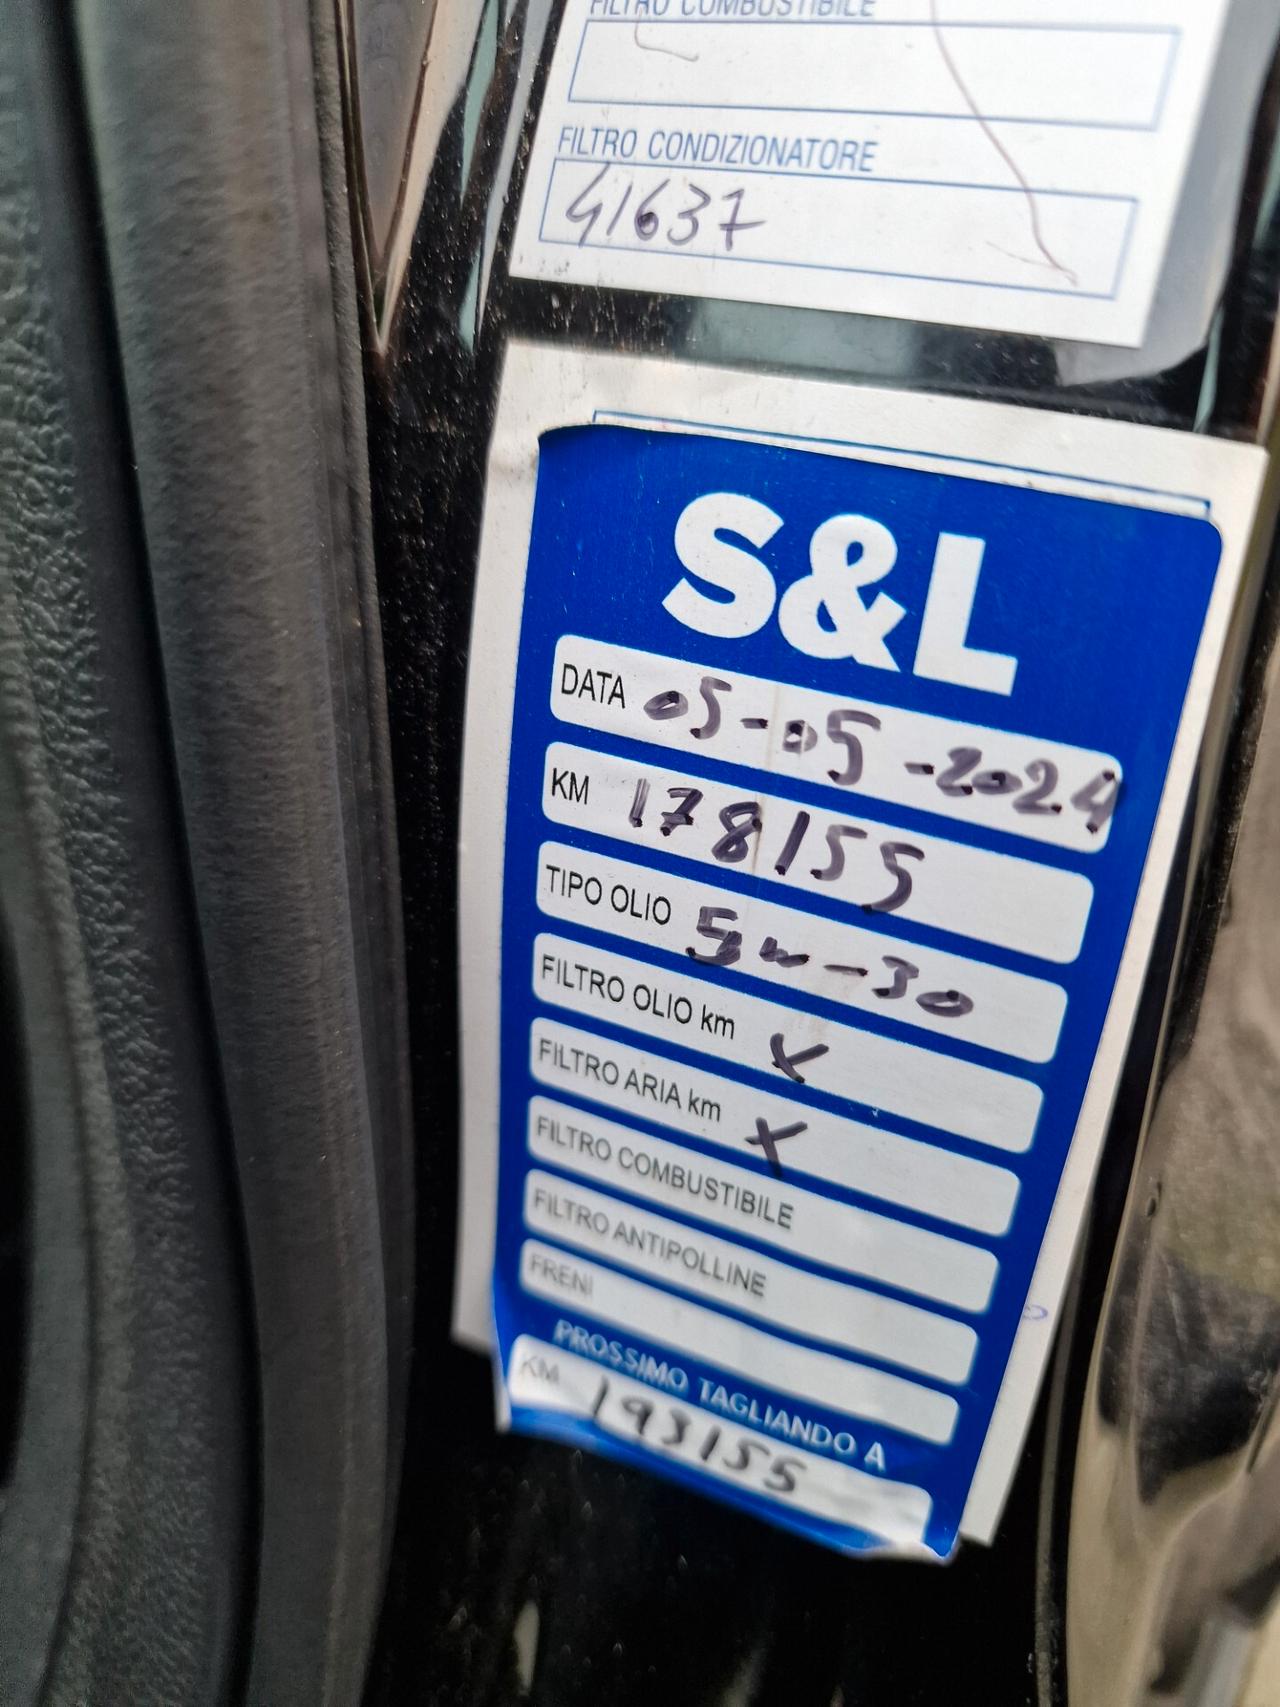 FILTRO COMBUSTIBILE
FILTRO CONDIZIONATORE
41637
S&L
DATA 05-05-2024
KM 178155
TIPO OLIO 5w-30
FILTRO OLIO km X
FILTRO ARIA km X
FILTRO COMBUSTIBILE
FILTRO ANTIPOLLINE
FRENI
PROSSIMO TAGLIANDO A
KM 193155